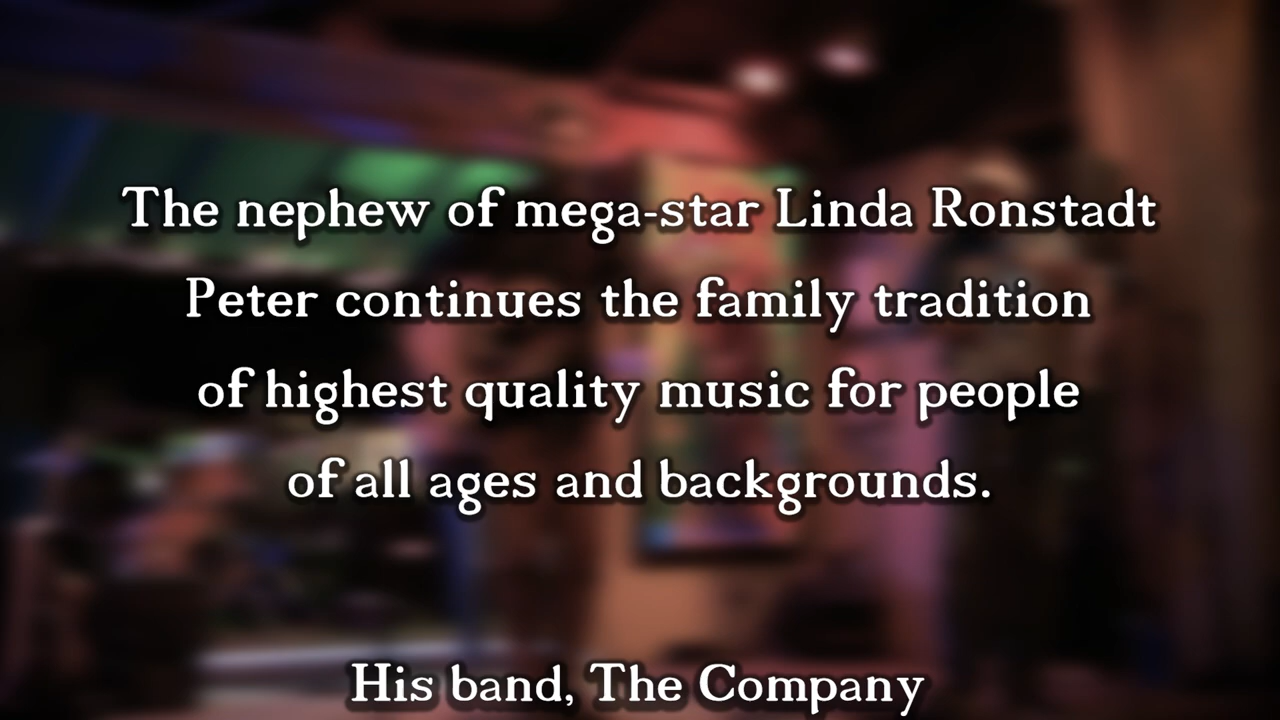 The nephew of mega-star Linda Ronstadt
Peter continues the family tradition
of highest quality music for people
of all ages and backgrounds.
His band, The Company